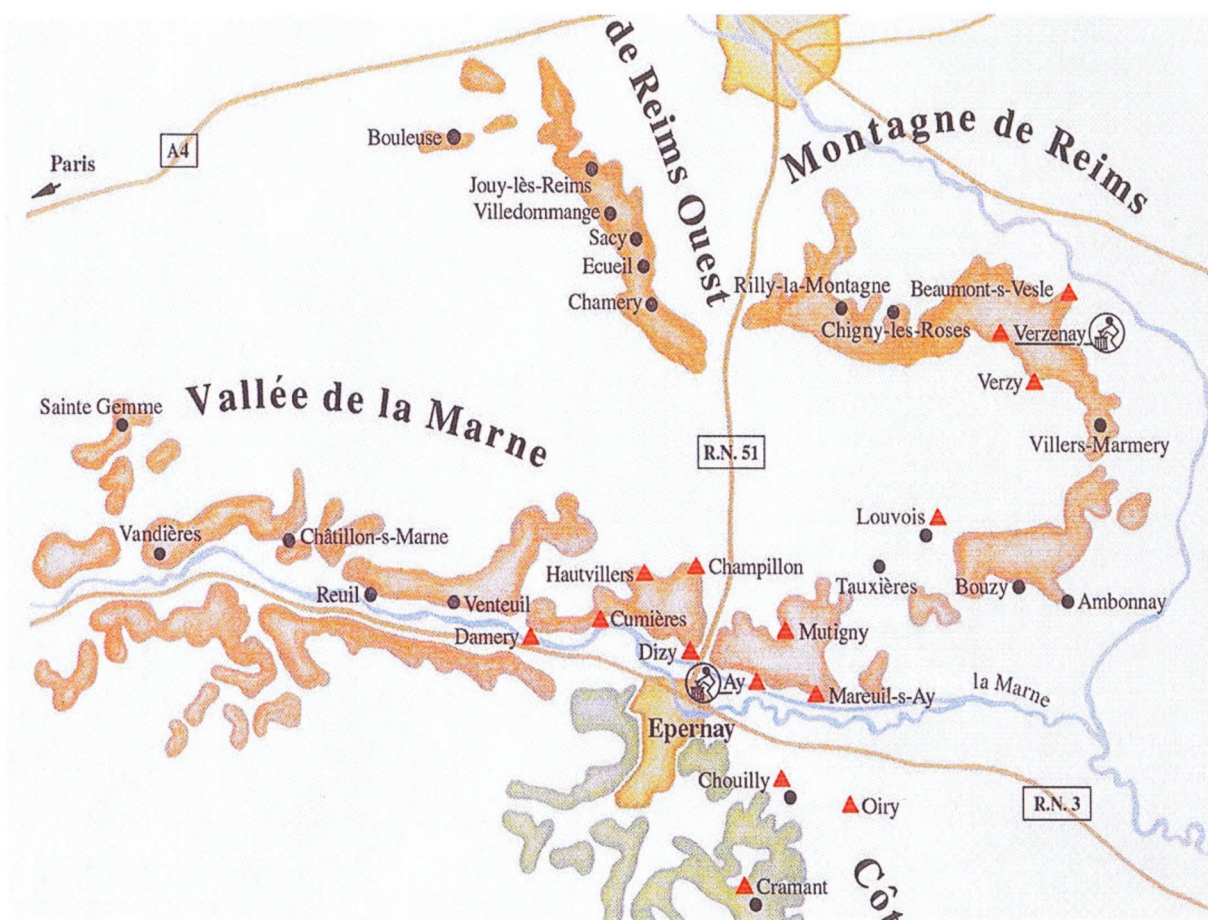 de Reims Ouest
Montagne de Reims
Paris
A4
Bouleuse
Jouy-lès-Reims
Villedommange
Sacy
Ecueil
Chamery
Rilly-la-Montagne
Beaumont-s-Vesle
Chigny-les-Roses
Verzenay
Verzy
Villers-Marmery
Sainte Gemme
Vallée de la Marne
R.N. 51
Louvois
Vandières
Châtillon-s-Marne
Hautvillers
Champillon
Tauxières
Bouzy
Ambonnay
Reuil
Venteuil
Cumières
Damery
Mutigny
Dizy
Ay
Mareuil-s-Ay
la Marne
Epernay
Chouilly
Oiry
R.N. 3
Cramant
Côt